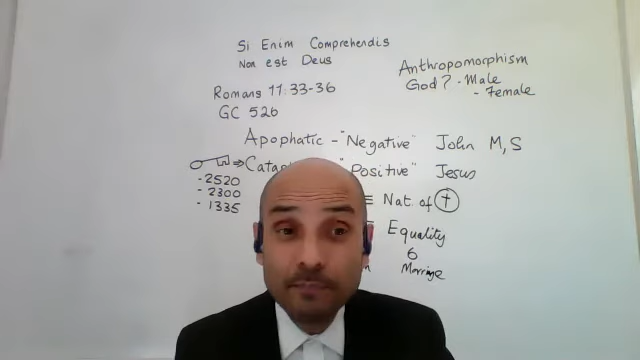 Si Enim Comprehendis
Non est Deus
Anthropomorphism
God? - Male
- Female
Romans 11:33-36
GC 526
Apophatic - "Negative" John M, S
⇒ "Positive" Jesus
- 2520
- 2300
- 1335
≡ Nat. of
Equality
6
Marriage